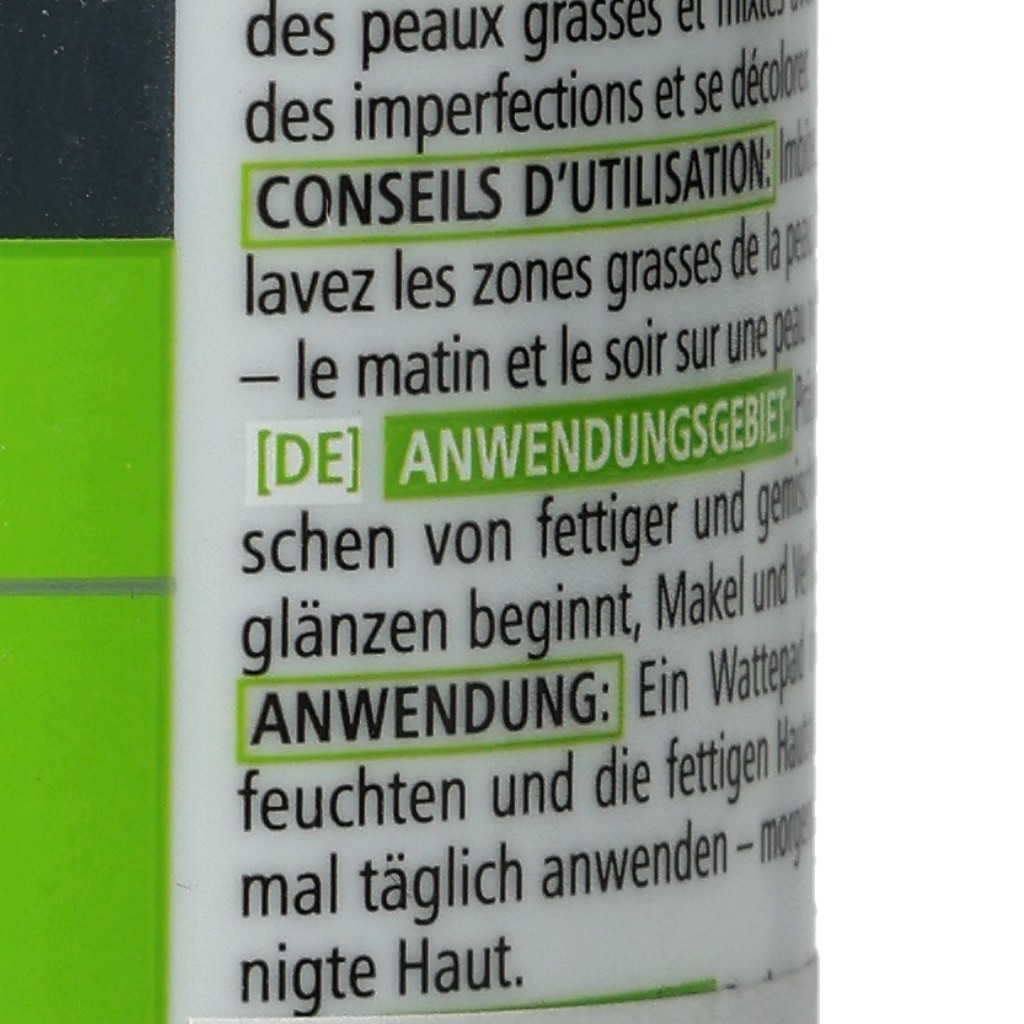 des peaux grasses et mixtes
des imperfections et se décolorer
CONSEILS D'UTILISATION:
lavez les zones grasses de la peau
– le matin et le soir sur une peau
[DE] ANWENDUNGSGEBIET:
schen von fettiger und
glänzen beginnt, Makel und
ANWENDUNG: Ein Wattepad
feuchten und die fettigen
mal täglich anwenden –
nigte Haut.